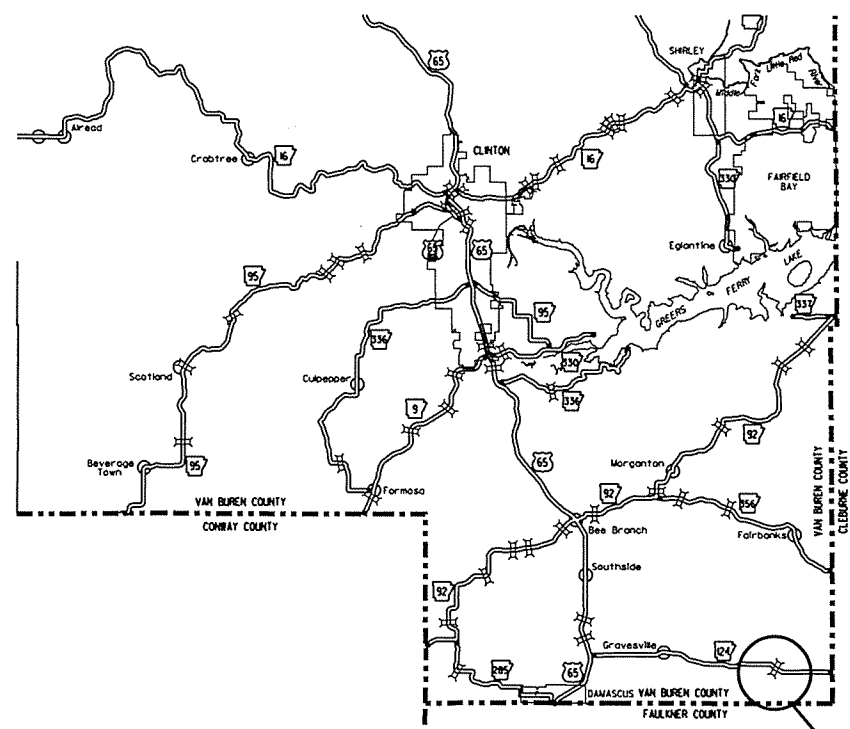 65
SHIRLEY
Middle Fork Little Red River
16
Alread
Crabtree
16
CLINTON
16
330
FAIRFIELD
BAY
Eglantine
65
95
GREERS FERRY LAKE
337
95
336
330
Scotland
Culpepper
336
9
92
Beverage
Town
95
65
Morganton
Formosa
92
356
VAN BUREN COUNTY
CONWAY COUNTY
VAN BUREN COUNTY
CLEBURNE COUNTY
Bee Branch
Fairbanks
Southside
92
Gravesville
124
285
65
DAMASCUS
VAN BUREN COUNTY
FAULKNER COUNTY